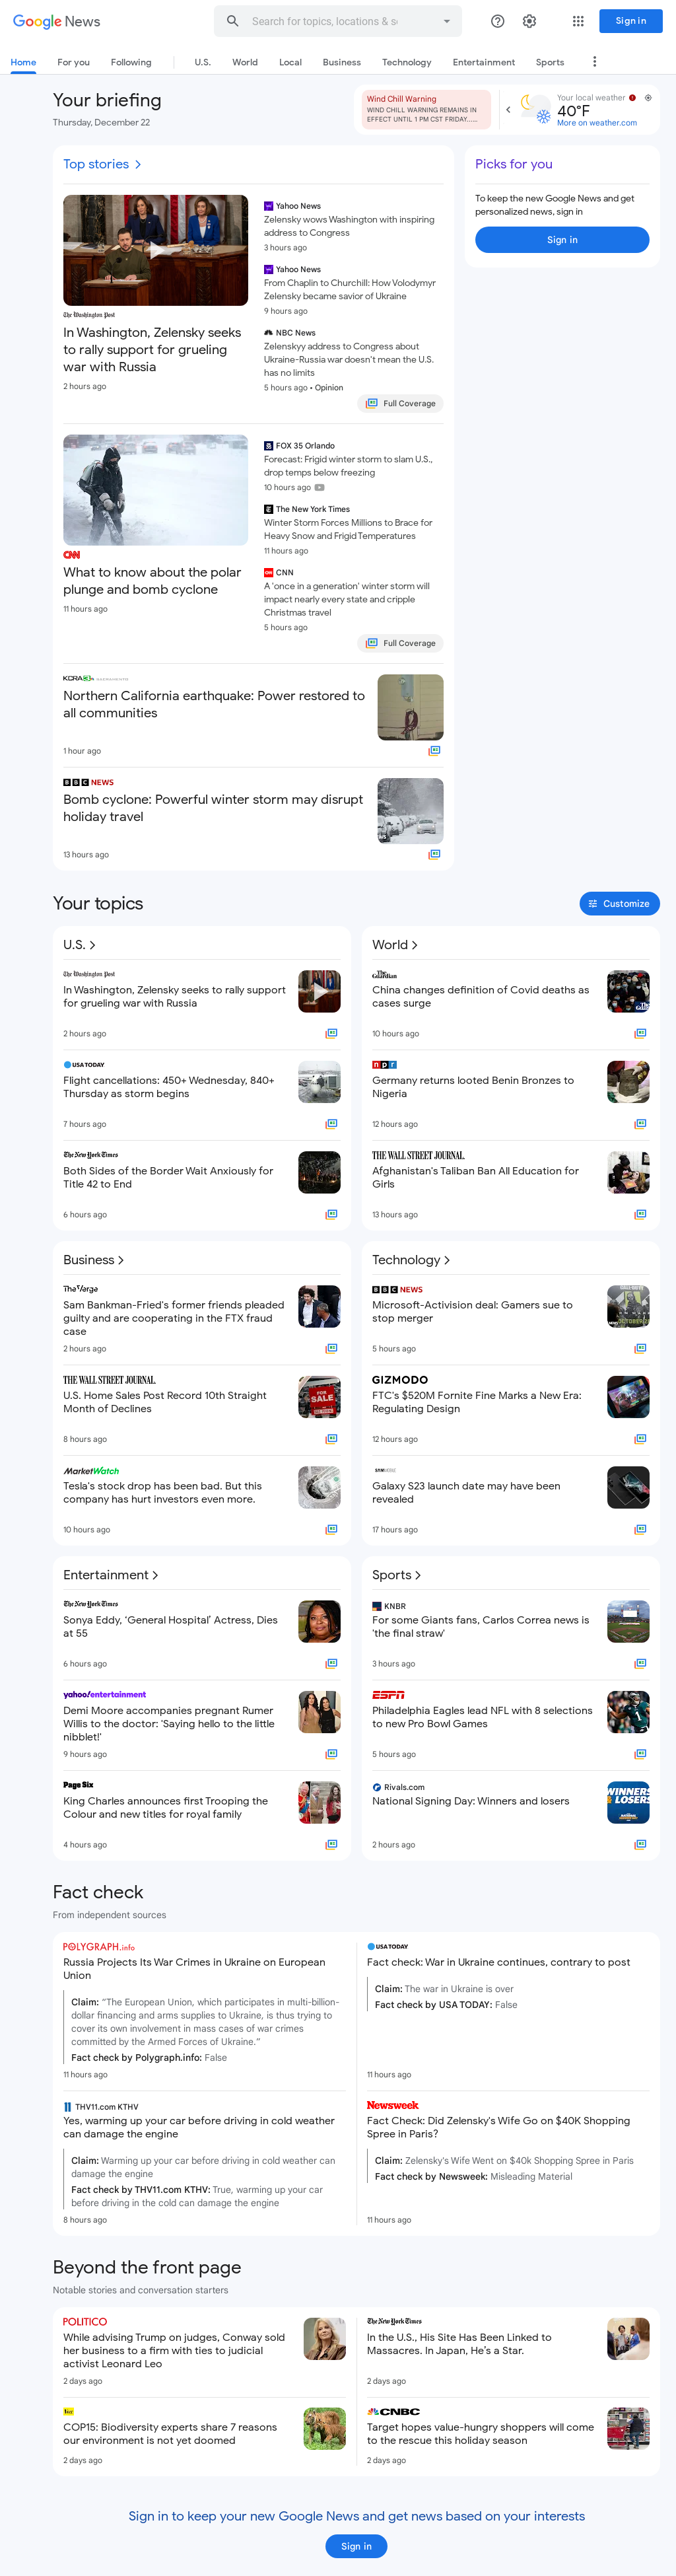 Google News
Search for topics, locations & s
Sign in
Home
For you
Following
U.S.
World
Local
Business
Technology
Entertainment
Sports
Your briefing
Thursday, December 22
Wind Chill Warning
WIND CHILL WARNING REMAINS IN
EFFECT UNTIL 1 PM CST FRIDAY......
Your local weather
40°F
More on weather.com
Top stories
The Washington Post
In Washington, Zelensky seeks
to rally support for grueling
war with Russia
2 hours ago
Yahoo News
Zelensky wows Washington with inspiring
address to Congress
3 hours ago
Yahoo News
From Chaplin to Churchill: How Volodymyr
Zelensky became savior of Ukraine
9 hours ago
NBC News
Zelenskyy address to Congress about
Ukraine-Russia war doesn't mean the U.S.
has no limits
5 hours ago • Opinion
Full Coverage
Picks for you
To keep the new Google News and get
personalized news, sign in
Sign in
CNN
What to know about the polar
plunge and bomb cyclone
11 hours ago
FOX 35 Orlando
Forecast: Frigid winter storm to slam U.S.,
drop temps below freezing
10 hours ago
The New York Times
Winter Storm Forces Millions to Brace for
Heavy Snow and Frigid Temperatures
11 hours ago
CNN
A 'once in a generation' winter storm will
impact nearly every state and cripple
Christmas travel
5 hours ago
Full Coverage
KCRA
Northern California earthquake: Power restored to
all communities
1 hour ago
BBC NEWS
Bomb cyclone: Powerful winter storm may disrupt
holiday travel
13 hours ago
Your topics
Customize
U.S.
The Washington Post
In Washington, Zelensky seeks to rally support
for grueling war with Russia
2 hours ago
USA TODAY
Flight cancellations: 450+ Wednesday, 840+
Thursday as storm begins
7 hours ago
The New York Times
Both Sides of the Border Wait Anxiously for
Title 42 to End
6 hours ago
World
The Guardian
China changes definition of Covid deaths as
cases surge
10 hours ago
npr
Germany returns looted Benin Bronzes to
Nigeria
12 hours ago
THE WALL STREET JOURNAL.
Afghanistan's Taliban Ban All Education for
Girls
13 hours ago
Business
The Verge
Sam Bankman-Fried's former friends pleaded
guilty and are cooperating in the FTX fraud
case
2 hours ago
THE WALL STREET JOURNAL.
U.S. Home Sales Post Record 10th Straight
Month of Declines
8 hours ago
FOR
SALE
MarketWatch
Tesla's stock drop has been bad. But this
company has hurt investors even more.
10 hours ago
Technology
BBC NEWS
Microsoft-Activision deal: Gamers sue to
stop merger
5 hours ago
GIZMODO
FTC's $520M Fornite Fine Marks a New Era:
Regulating Design
12 hours ago
Galaxy S23 launch date may have been
revealed
17 hours ago
Entertainment
The New York Times
Sonya Eddy, ‘General Hospital’ Actress, Dies
at 55
6 hours ago
yahoo!entertainment
Demi Moore accompanies pregnant Rumer
Willis to the doctor: 'Saying hello to the little
nibblet!'
9 hours ago
Page Six
King Charles announces first Trooping the
Colour and new titles for royal family
4 hours ago
Sports
KNBR
For some Giants fans, Carlos Correa news is
'the final straw'
3 hours ago
ESPN
Philadelphia Eagles lead NFL with 8 selections
to new Pro Bowl Games
5 hours ago
Rivals.com
National Signing Day: Winners and losers
2 hours ago
WINNERS
LOSERS
Fact check
From independent sources
POLYGRAPH.info
Russia Projects Its War Crimes in Ukraine on European
Union
Claim: “The European Union, which participates in multi-billion-
dollar financing and arms supplies to Ukraine, is thus trying to
cover its own involvement in mass cases of war crimes
committed by the Armed Forces of Ukraine.”
Fact check by Polygraph.info: False
11 hours ago
USA TODAY
Fact check: War in Ukraine continues, contrary to post
Claim: The war in Ukraine is over
Fact check by USA TODAY: False
11 hours ago
THV11.com KTHV
Yes, warming up your car before driving in cold weather
can damage the engine
Claim: Warming up your car before driving in cold weather can
damage the engine
Fact check by THV11.com KTHV: True, warming up your car
before driving in the cold can damage the engine
8 hours ago
Newsweek
Fact Check: Did Zelensky's Wife Go on $40K Shopping
Spree in Paris?
Claim: Zelensky's Wife Went on $40k Shopping Spree in Paris
Fact check by Newsweek: Misleading Material
11 hours ago
Beyond the front page
Notable stories and conversation starters
POLITICO
While advising Trump on judges, Conway sold
her business to a firm with ties to judicial
activist Leonard Leo
2 days ago
The New York Times
In the U.S., His Site Has Been Linked to
Massacres. In Japan, He’s a Star.
2 days ago
Vox
COP15: Biodiversity experts share 7 reasons
our environment is not yet doomed
2 days ago
CNBC
Target hopes value-hungry shoppers will come
to the rescue this holiday season
2 days ago
Sign in to keep your new Google News and get news based on your interests
Sign in